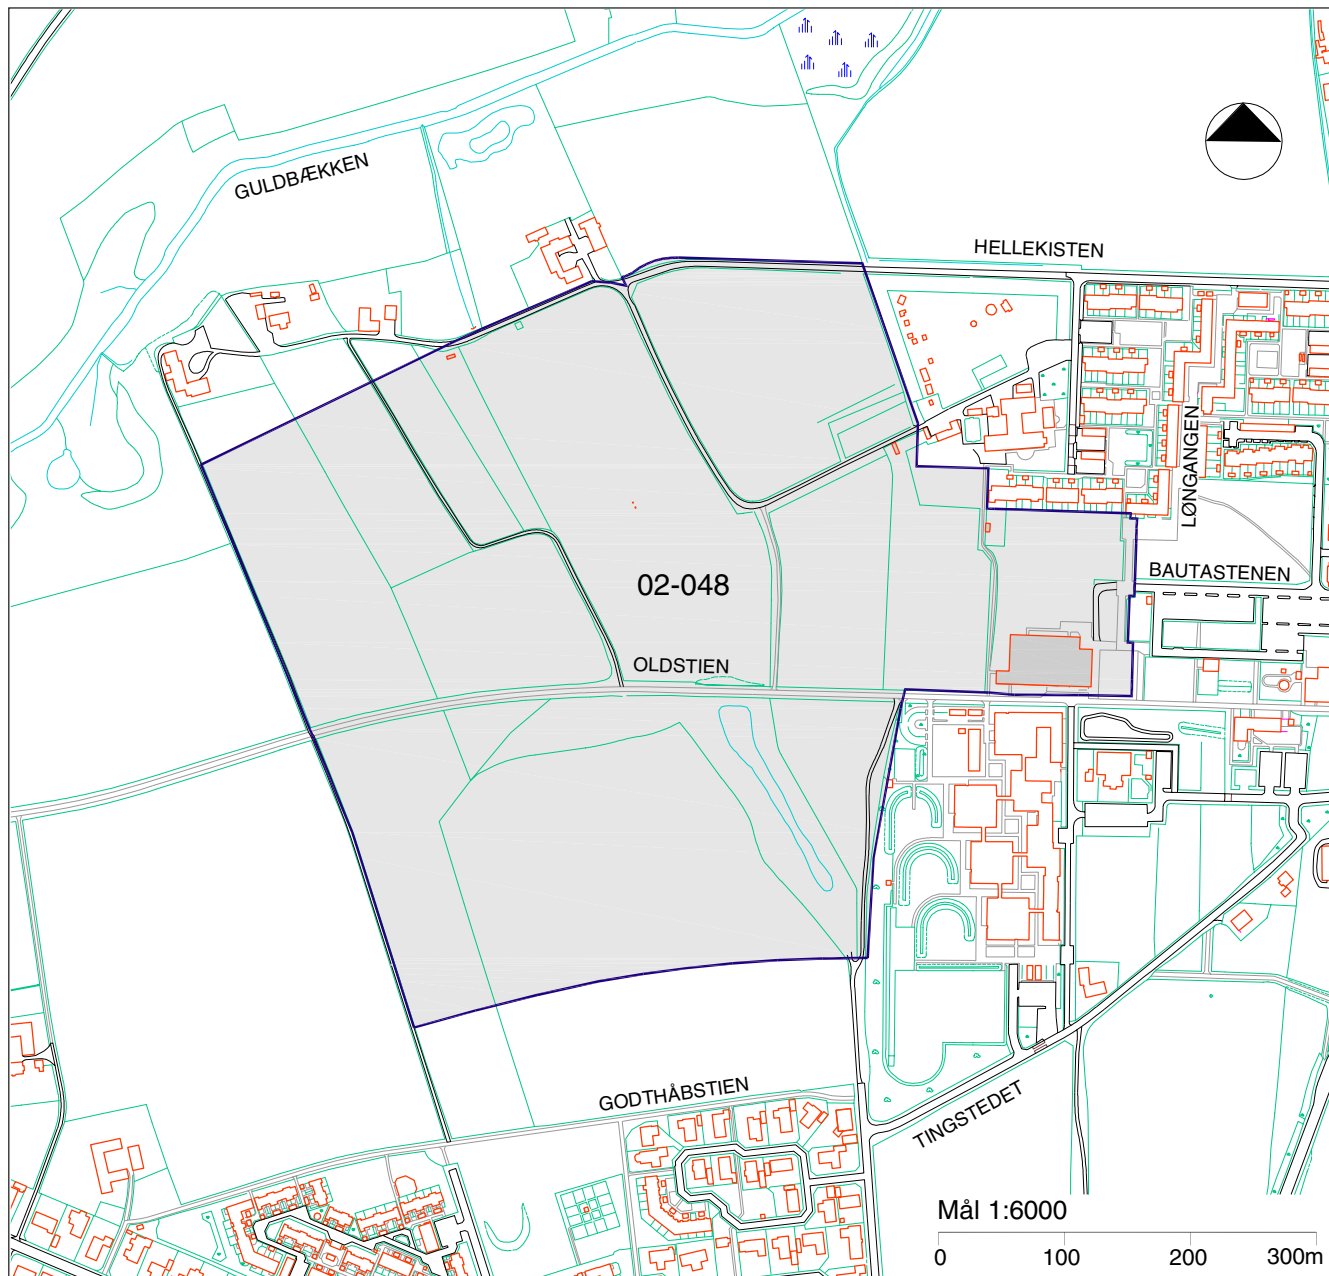 GULDBÆKKEN
HELLEKISTEN
LØNGANGEN
BAUTASTENEN
02-048
OLDSTIEN
GODTHÅBSTIEN
TINGSTEDET
Mål 1:6000
0 100 200 300m